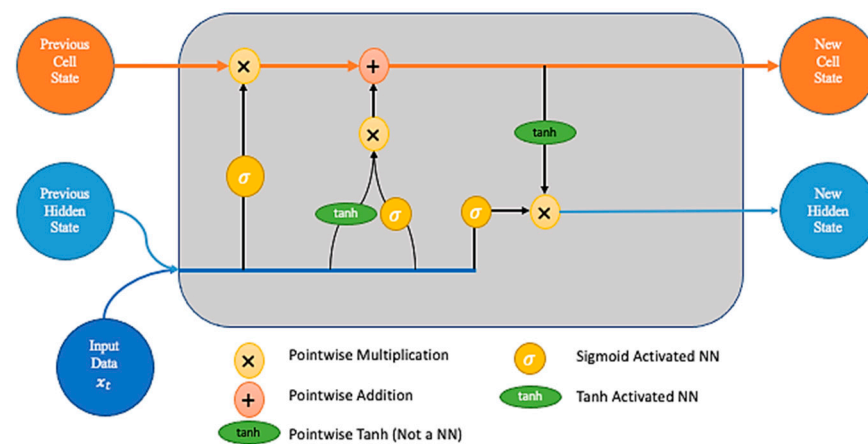 Previous
Cell
State
New
Cell
State
×
+
×
tanh
σ
Previous
Hidden
State
tanh
σ
σ
×
New
Hidden
State
Input
Data
x_t
× Pointwise Multiplication
σ Sigmoid Activated NN
+ Pointwise Addition
tanh Tanh Activated NN
tanh Pointwise Tanh (Not a NN)